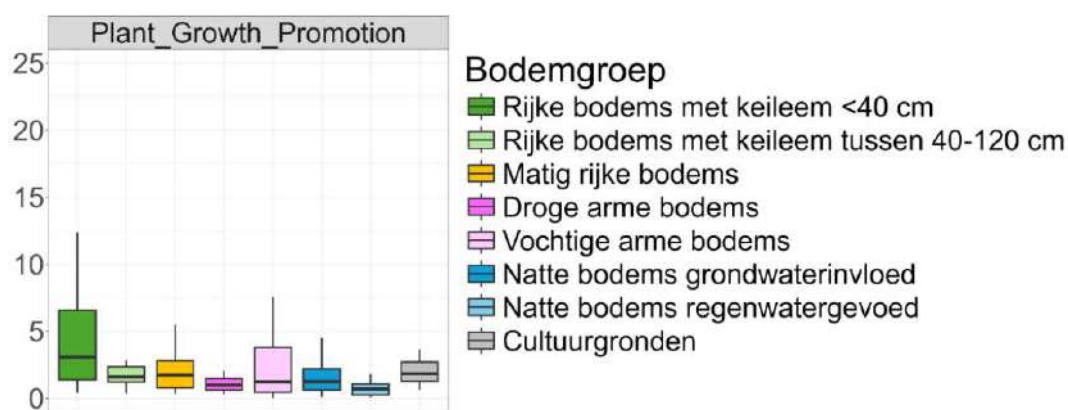 Plant_Growth_Promotion
25
20
15
10
5
0
Bodemgroep
Rijke bodems met keileem <40 cm
Rijke bodems met keileem tussen 40-120 cm
Matig rijke bodems
Droge arme bodems
Vochtige arme bodems
Natte bodems grondwaterinvloed
Natte bodems regenwatergevoed
Cultuurgronden